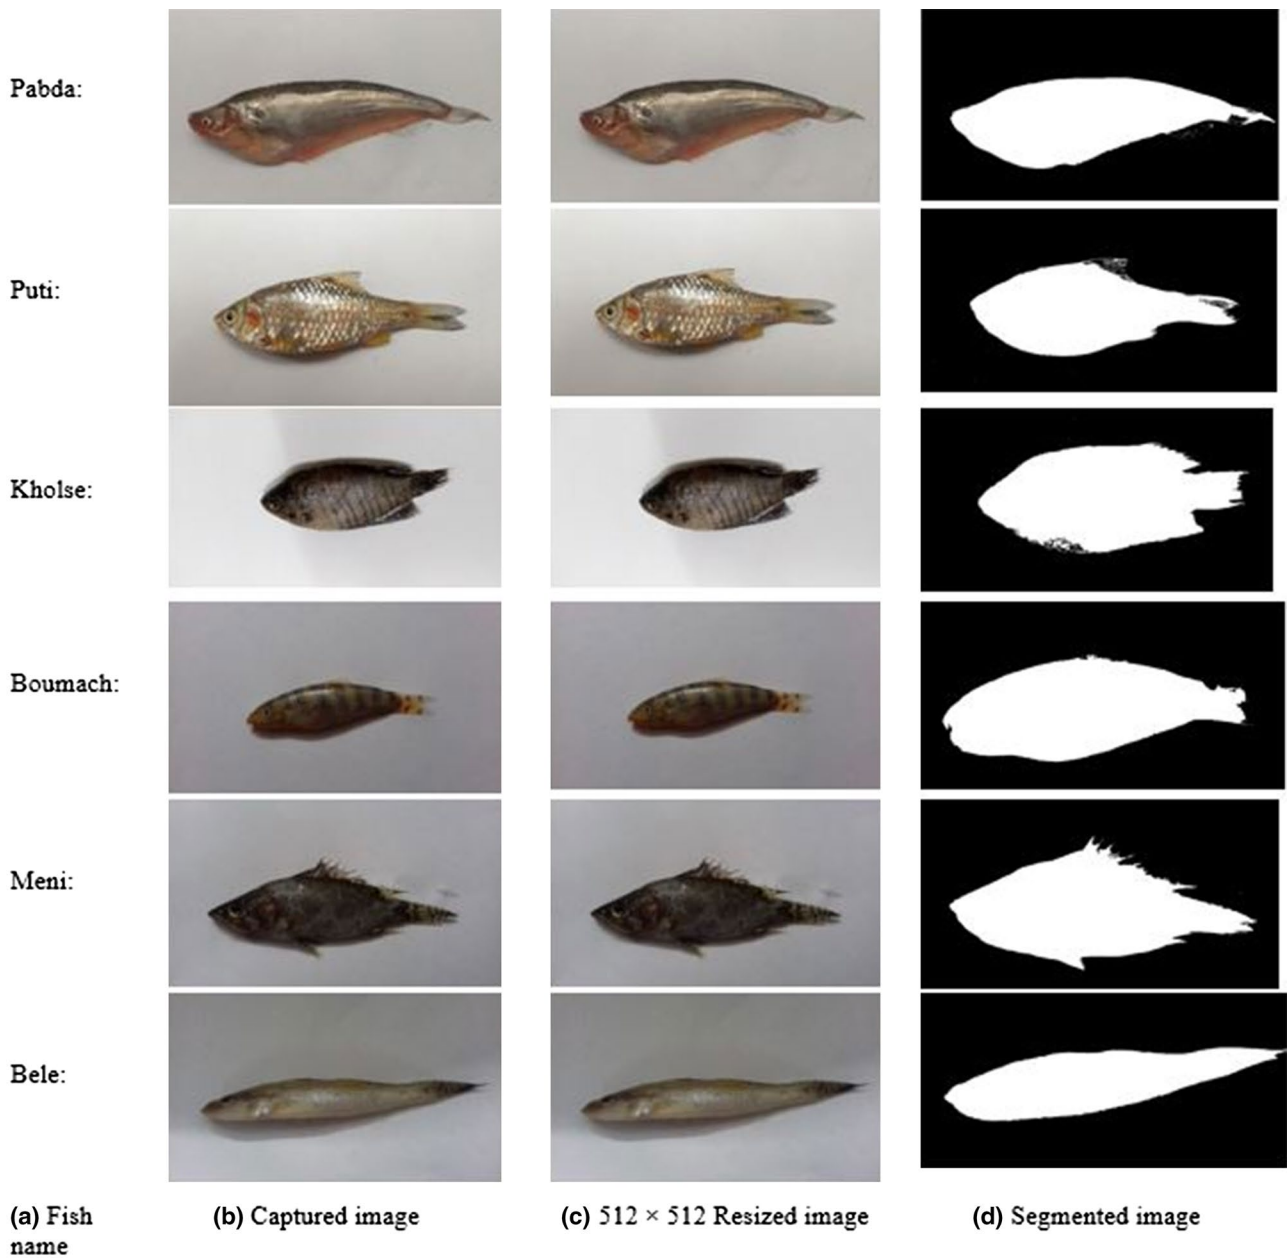 Pabda:
Puti:
Kholse:
Boumach:
Meni:
Bele:
(a) Fish
name
(b) Captured image
(c) 512 × 512 Resized image
(d) Segmented image